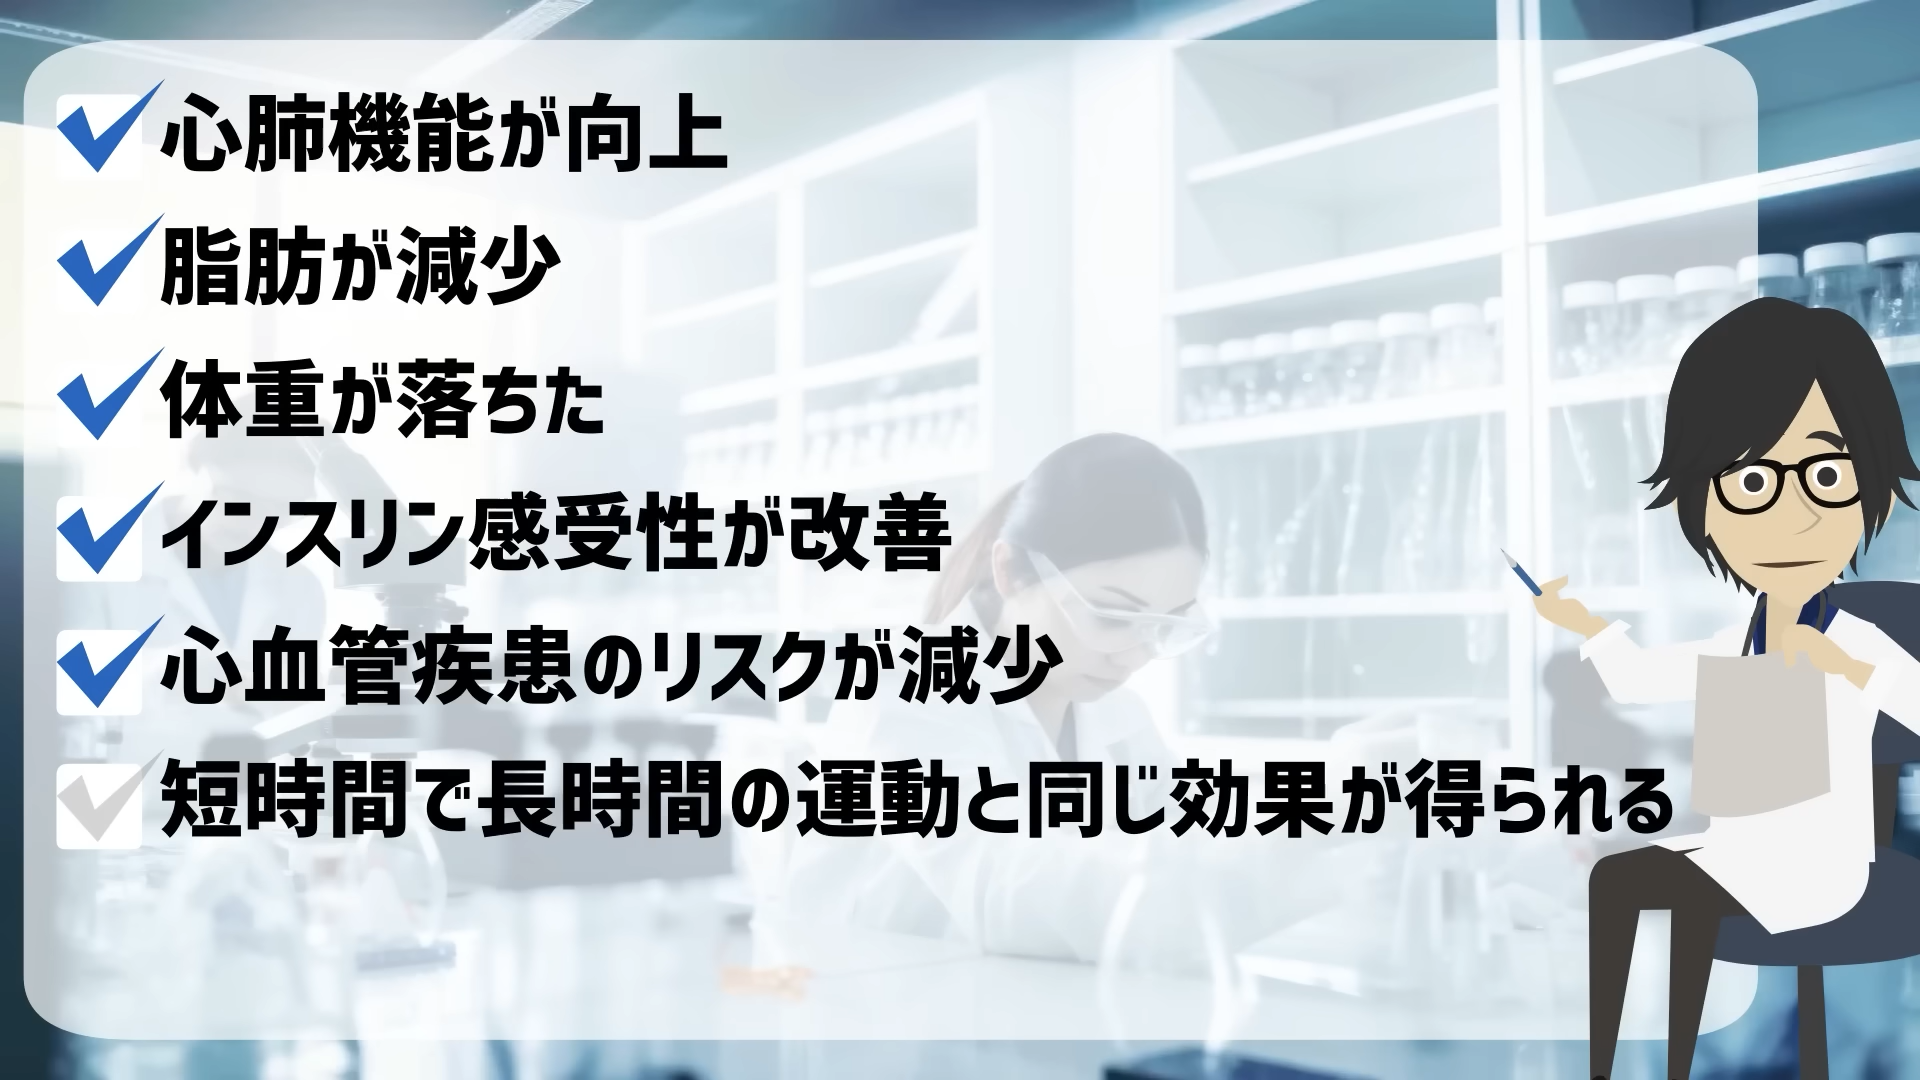 心肺機能が向上
脂肪が減少
体重が落ちた
インスリン感受性が改善
心血管疾患のリスクが減少
短時間で長時間の運動と同じ効果が得られる